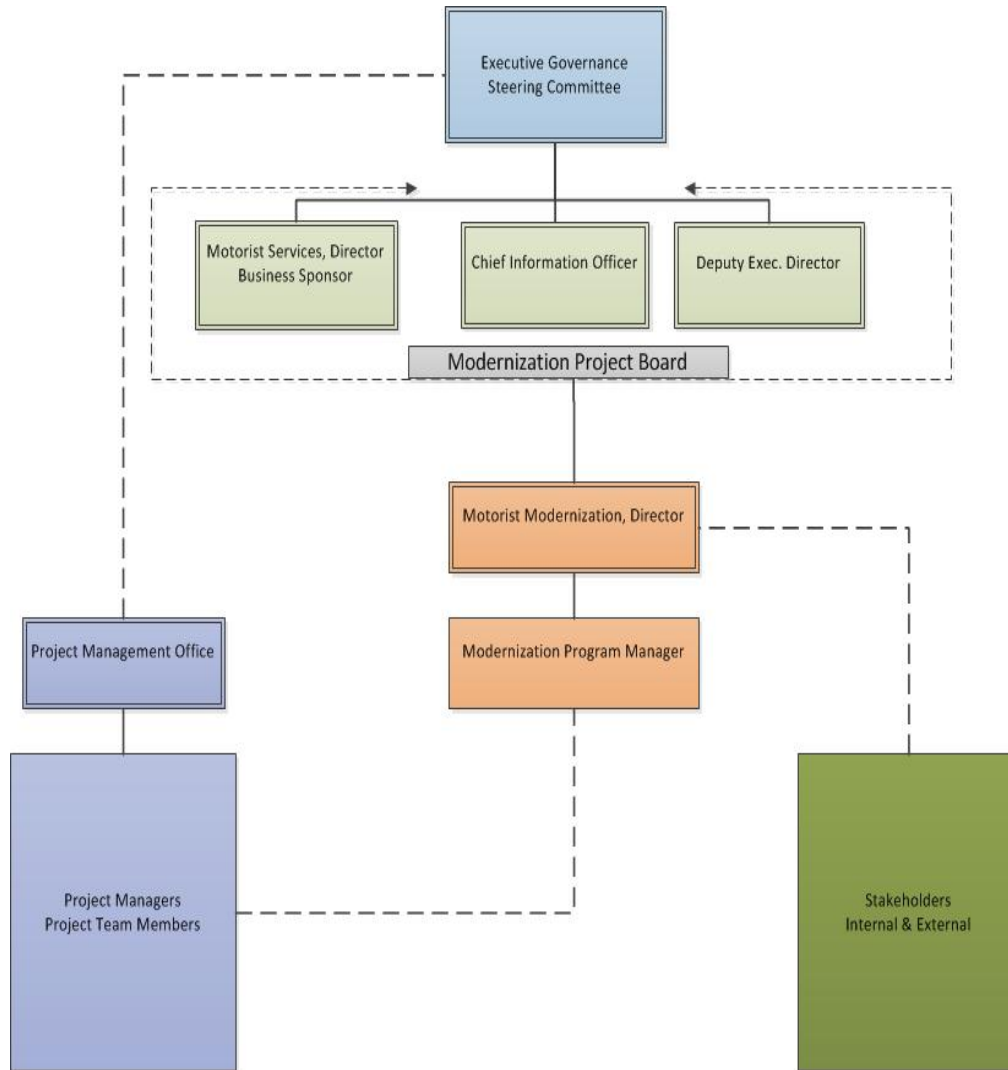 Executive Governance
Steering Committee
Motorist Services, Director
Business Sponsor
Chief Information Officer
Deputy Exec. Director
Modernization Project Board
Motorist Modernization, Director
Project Management Office
Modernization Program Manager
Project Managers
Project Team Members
Stakeholders
Internal & External